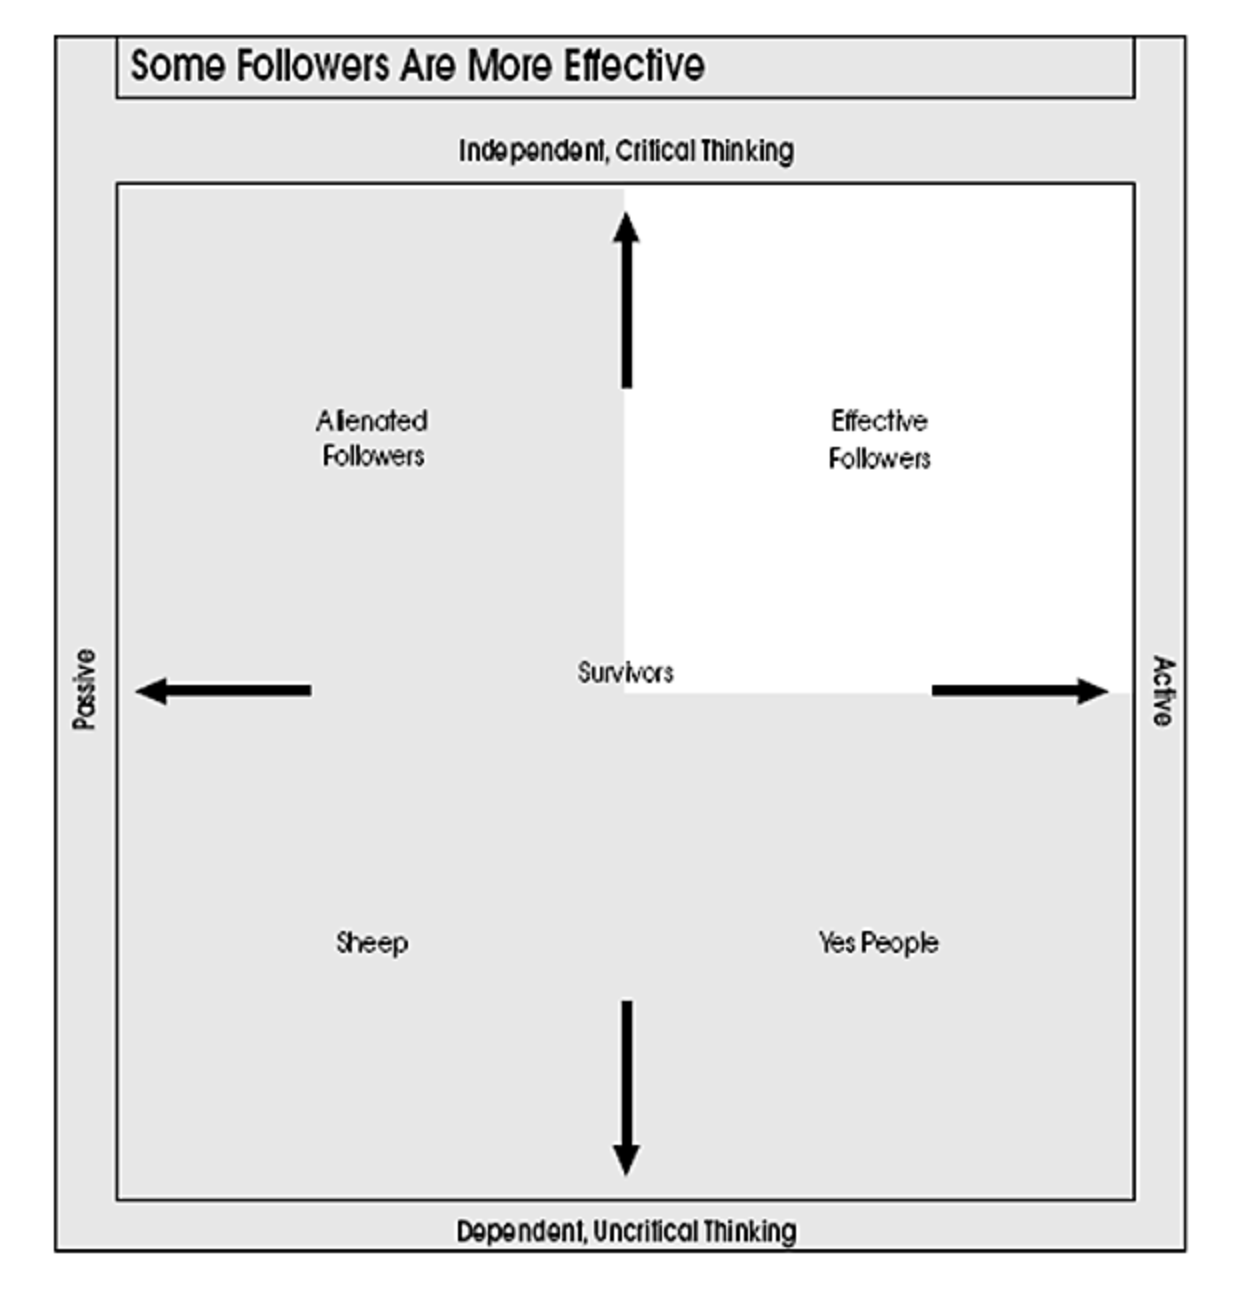 Some Followers Are More Effective
Independent, Critical Thinking
Alienated
Followers
Effective
Followers
Survivors
Passive
Active
Sheep
Yes People
Dependent, Uncritical Thinking